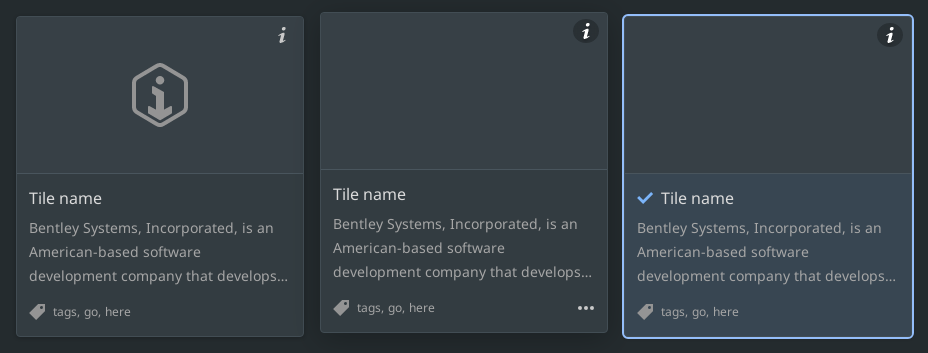 Tile name
Bentley Systems, Incorporated, is an
American-based software
development company that develops...
tags, go, here
Tile name
Bentley Systems, Incorporated, is an
American-based software
development company that develops...
tags, go, here
Tile name
Bentley Systems, Incorporated, is an
American-based software
development company that develops...
tags, go, here